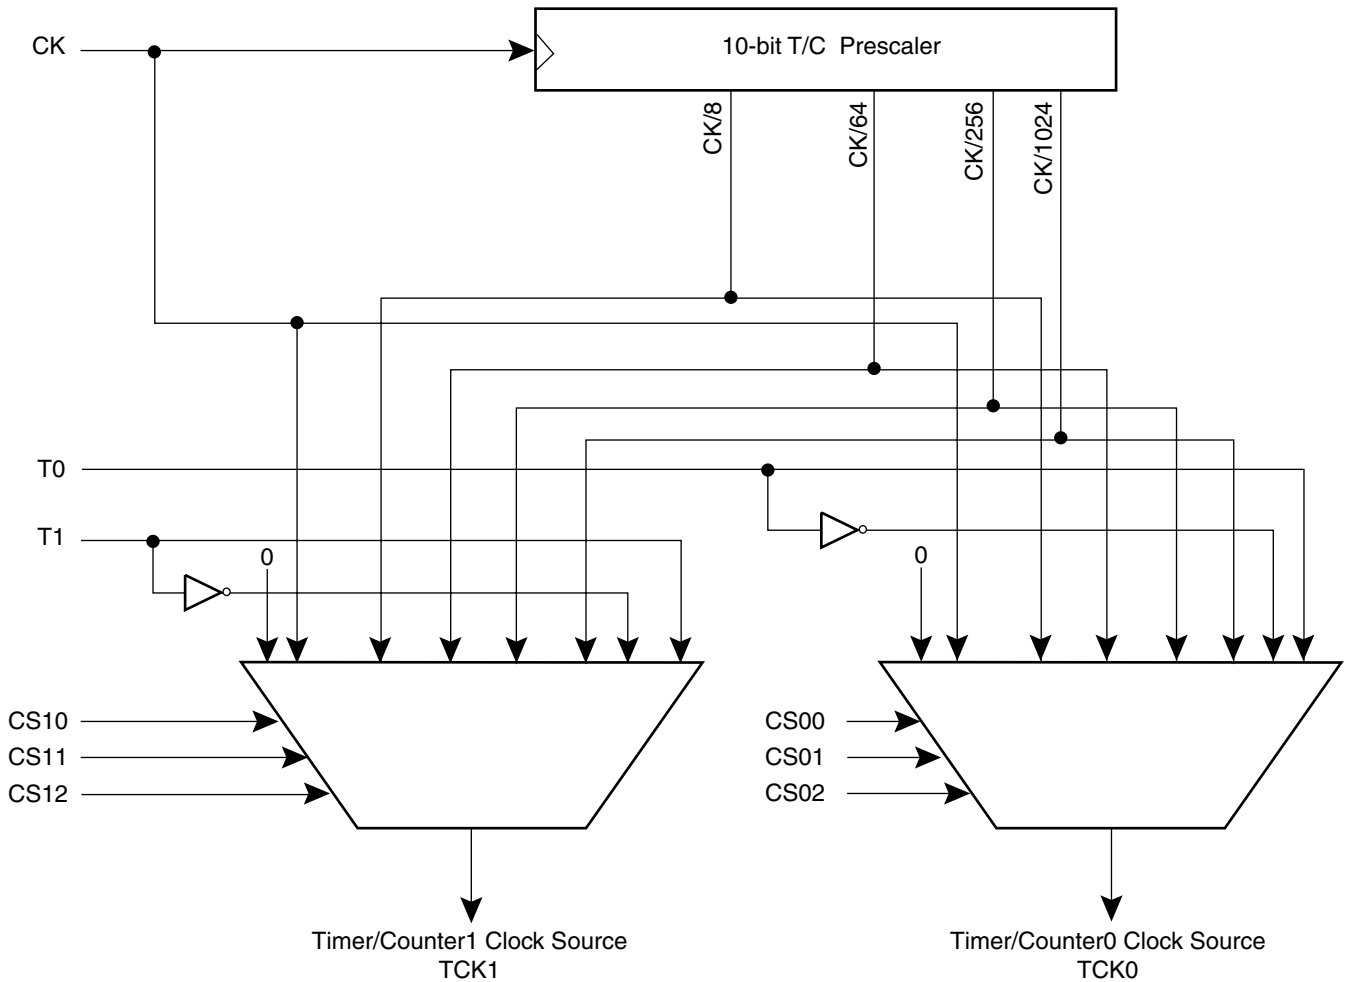 CK
10-bit T/C Prescaler
CK/8
CK/64
CK/256
CK/1024
T0
T1
0
0
CS10
CS11
CS12
CS00
CS01
CS02
Timer/Counter1 Clock Source
TCK1
Timer/Counter0 Clock Source
TCK0